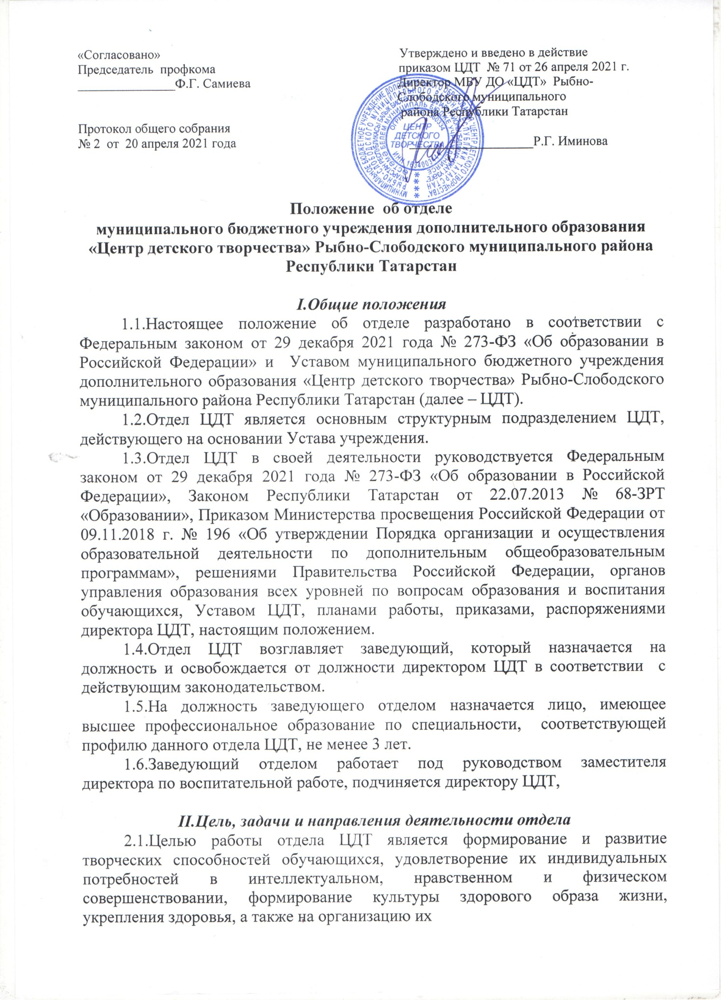 «Согласовано»
Председатель профкома
_______________Ф.Г. Самиева
Протокол общего собрания
№ 2 от 20 апреля 2021 года
Утверждено и введено в действие
приказом ЦДТ № 71 от 26 апреля 2021 г.
Директор МБУ ДО «ЦДТ» Рыбно-
Слободского муниципального
района Республики Татарстан
___________________Р.Г. Иминова
ЦЕНТР
ДЕТСКОГО
ТВОРЧЕСТВА
Положение об отделе
муниципального бюджетного учреждения дополнительного образования
«Центр детского творчества» Рыбно-Слободского муниципального района
Республики Татарстан
I.Общие положения
1.1.Настоящее положение об отделе разработано в соответствии с
Федеральным законом от 29 декабря 2021 года № 273-ФЗ «Об образовании в
Российской Федерации» и Уставом муниципального бюджетного учреждения
дополнительного образования «Центр детского творчества» Рыбно-Слободского
муниципального района Республики Татарстан (далее – ЦДТ).
1.2.Отдел ЦДТ является основным структурным подразделением ЦДТ,
действующего на основании Устава учреждения.
1.3.Отдел ЦДТ в своей деятельности руководствуется Федеральным
законом от 29 декабря 2021 года № 273-ФЗ «Об образовании в Российской
Федерации», Законом Республики Татарстан от 22.07.2013 № 68-ЗРТ
«Образовании», Приказом Министерства просвещения Российской Федерации от
09.11.2018 г. № 196 «Об утверждении Порядка организации и осуществления
образовательной деятельности по дополнительным общеобразовательным
программам», решениями Правительства Российской Федерации, органов
управления образования всех уровней по вопросам образования и воспитания
обучающихся, Уставом ЦДТ, планами работы, приказами, распоряжениями
директора ЦДТ, настоящим положением.
1.4.Отдел ЦДТ возглавляет заведующий, который назначается на
должность и освобождается от должности директором ЦДТ в соответствии с
действующим законодательством.
1.5.На должность заведующего отделом назначается лицо, имеющее
высшее профессиональное образование по специальности, соответствующей
профилю данного отдела ЦДТ, не менее 3 лет.
1.6.Заведующий отделом работает под руководством заместителя
директора по воспитательной работе, подчиняется директору ЦДТ,
II.Цель, задачи и направления деятельности отдела
2.1.Целью работы отдела ЦДТ является формирование и развитие
творческих способностей обучающихся, удовлетворение их индивидуальных
потребностей в интеллектуальном, нравственном и физическом
совершенствовании, формирование культуры здорового образа жизни,
укрепления здоровья, а также на организацию их